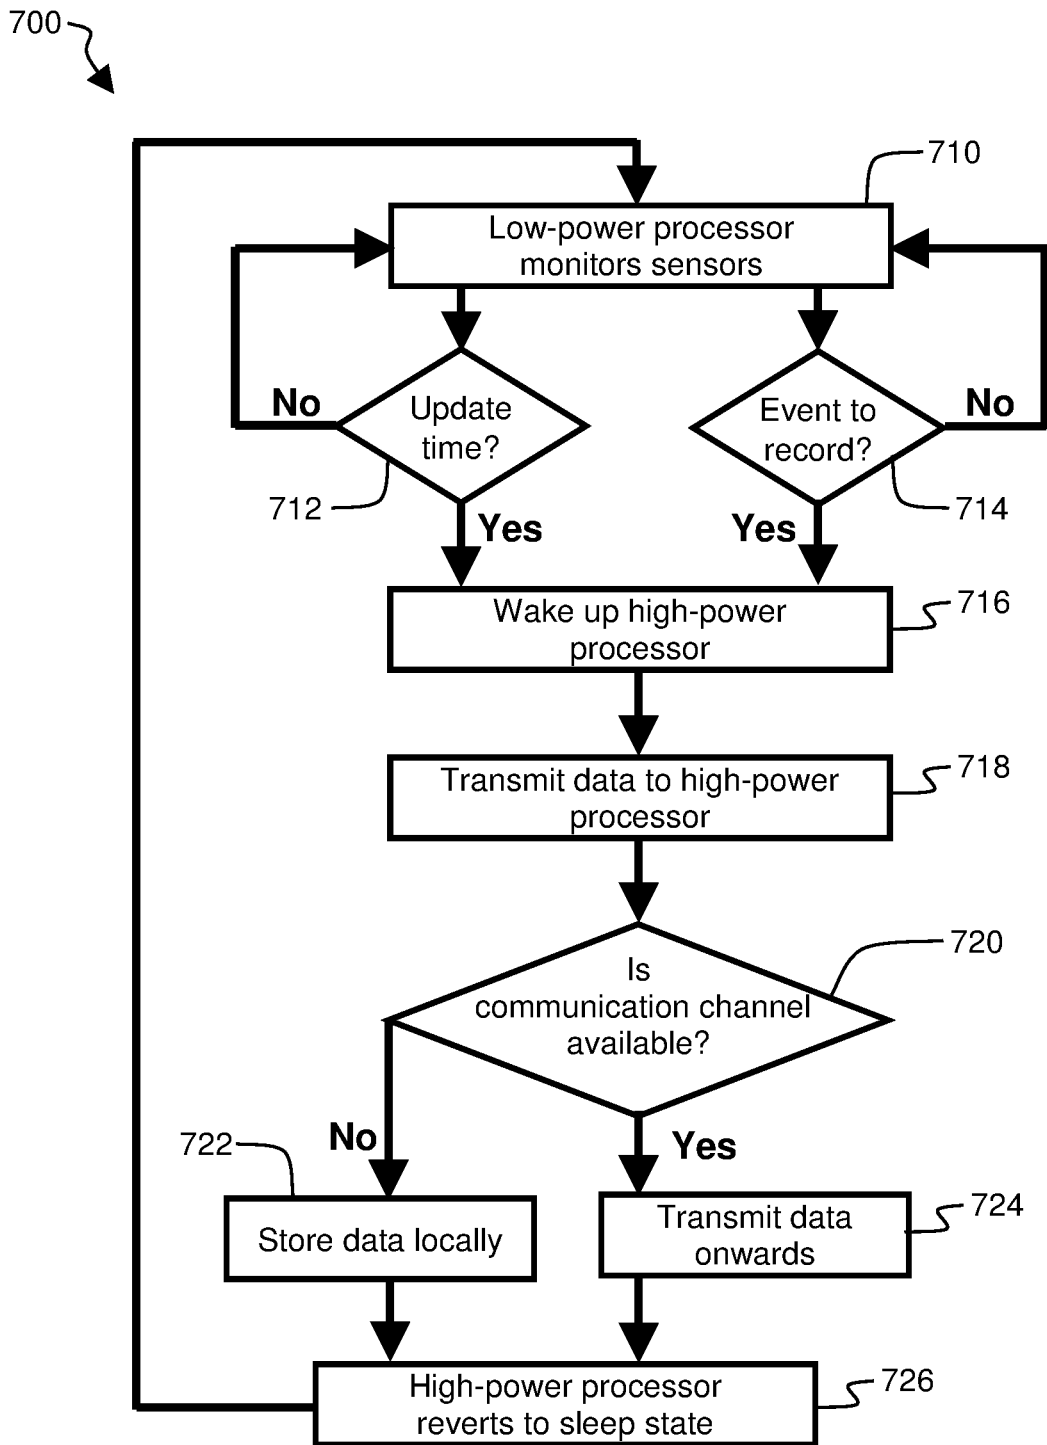 700
710
Low-power processor
monitors sensors
No
Update
time?
Event to
record?
No
712
714
Yes
Yes
Wake up high-power
processor
716
Transmit data to high-power
processor
718
Is
communication channel
available?
720
No
Yes
722
Store data locally
Transmit data
onwards
724
High-power processor
reverts to sleep state
726